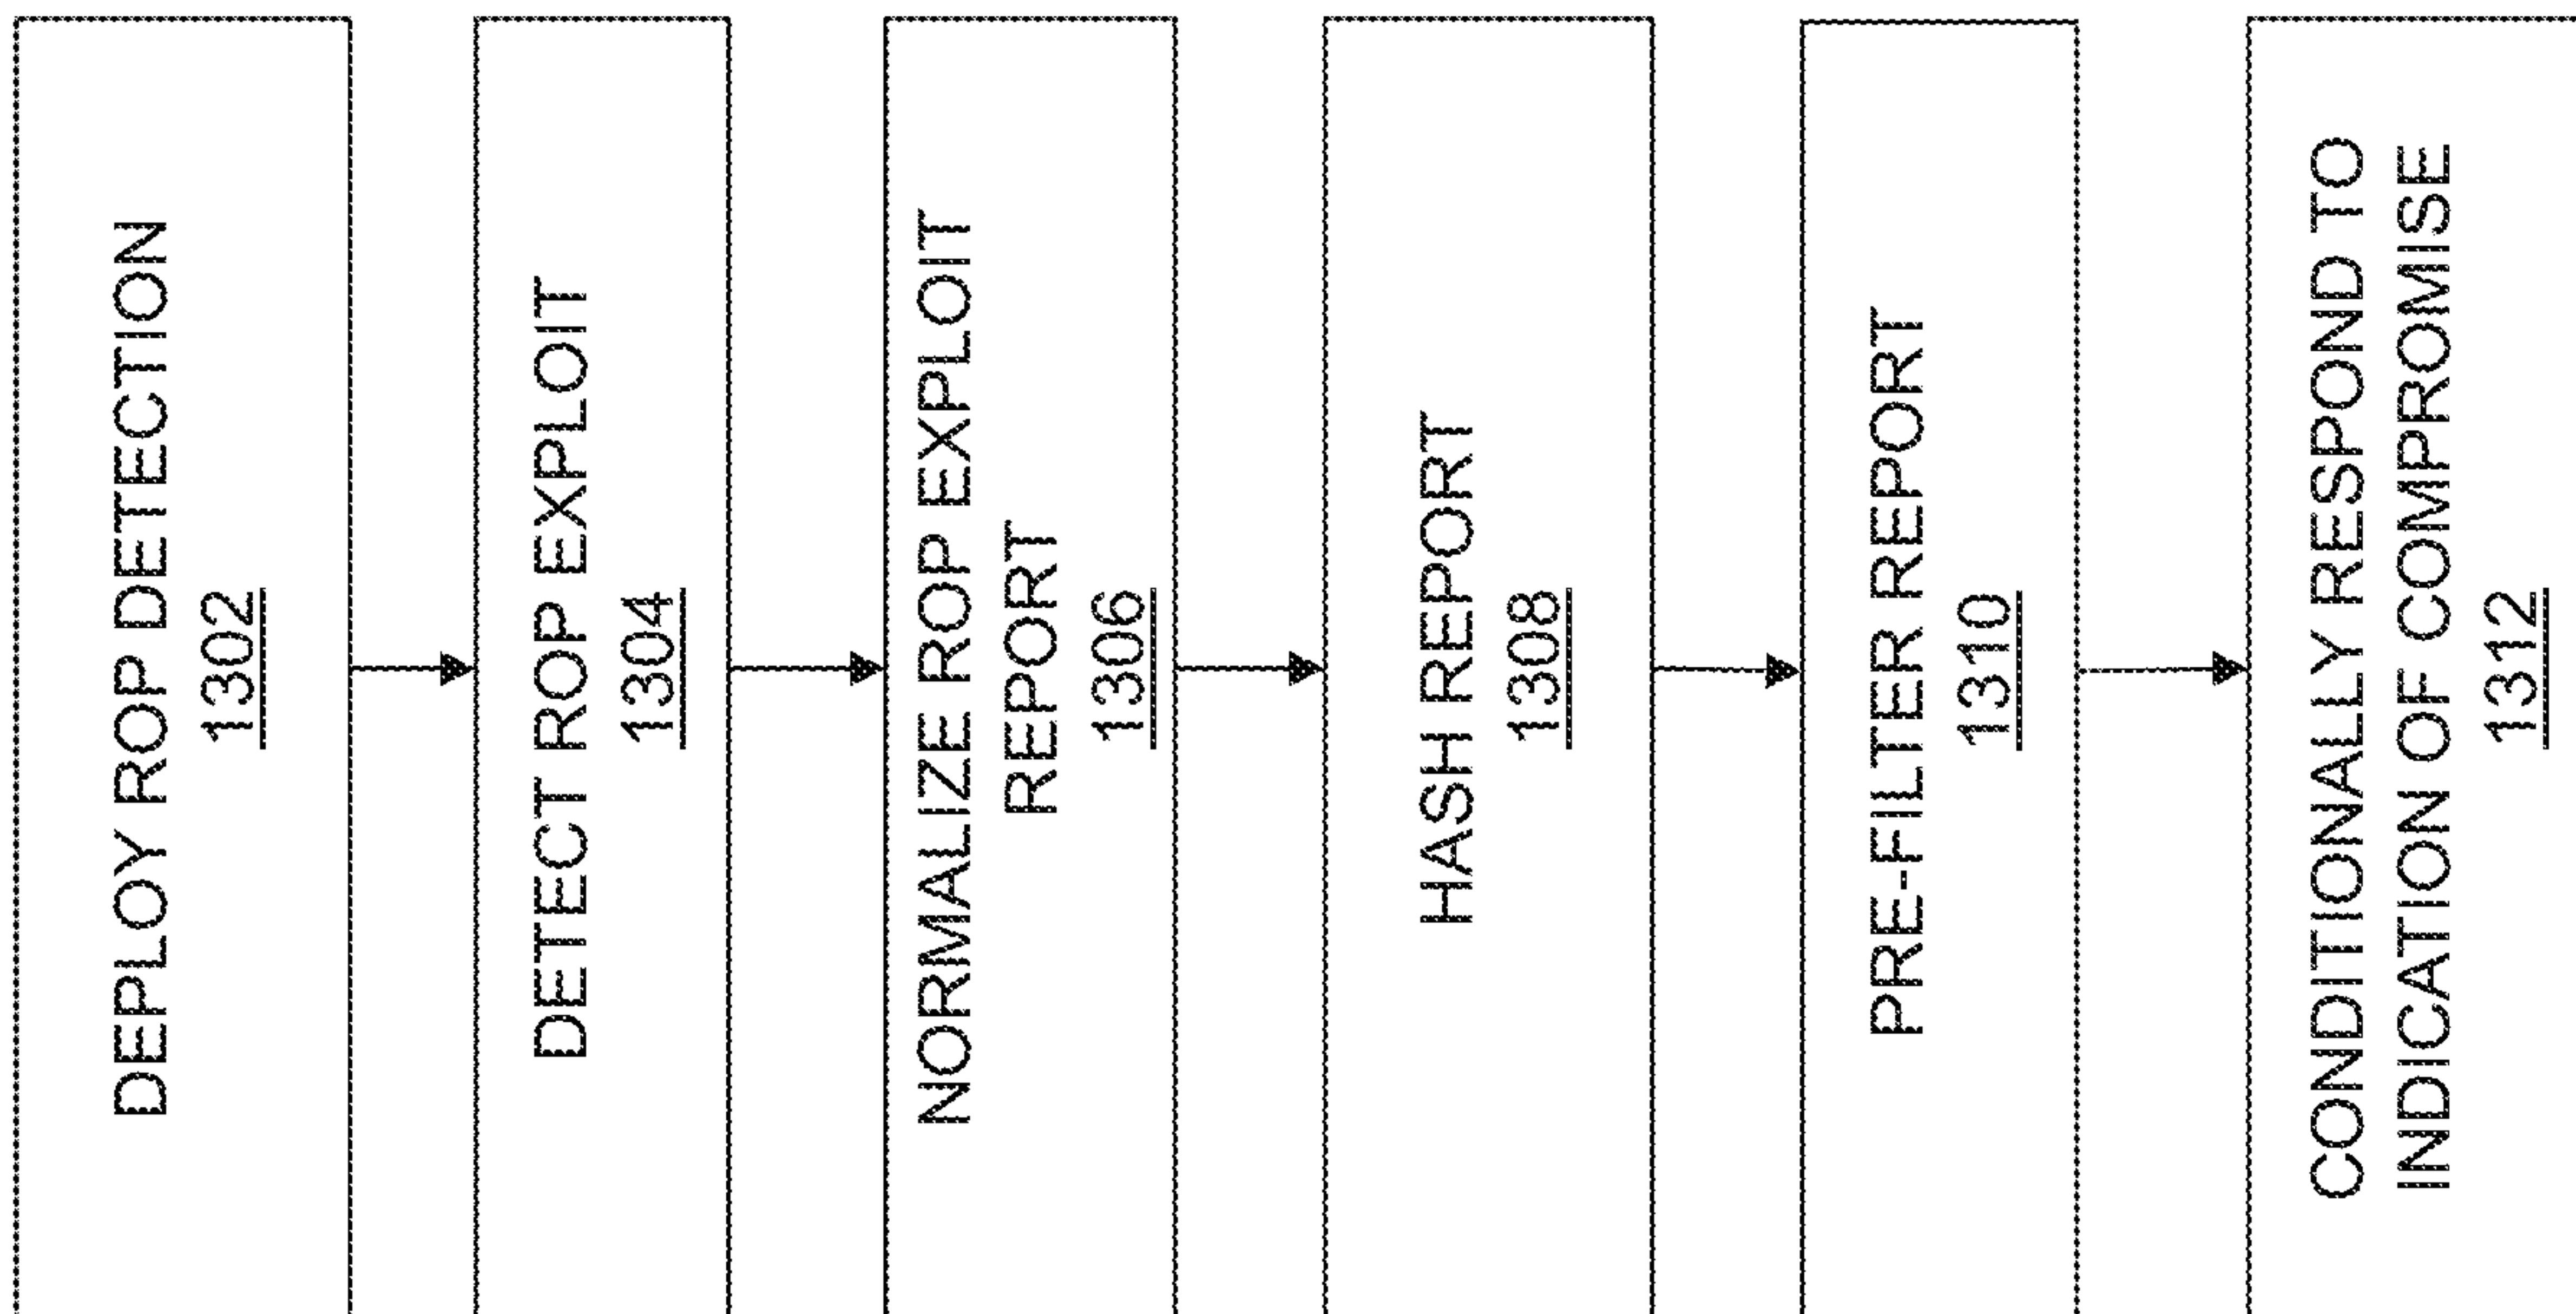 DEPLOY ROP DETECTION
1302
DETECT ROP EXPLOIT
1304
NORMALIZE ROP EXPLOIT
REPORT
1306
HASH REPORT
1308
PRE-FILTER REPORT
1310
CONDITIONALLY RESPOND TO
INDICATION OF COMPROMISE
1312